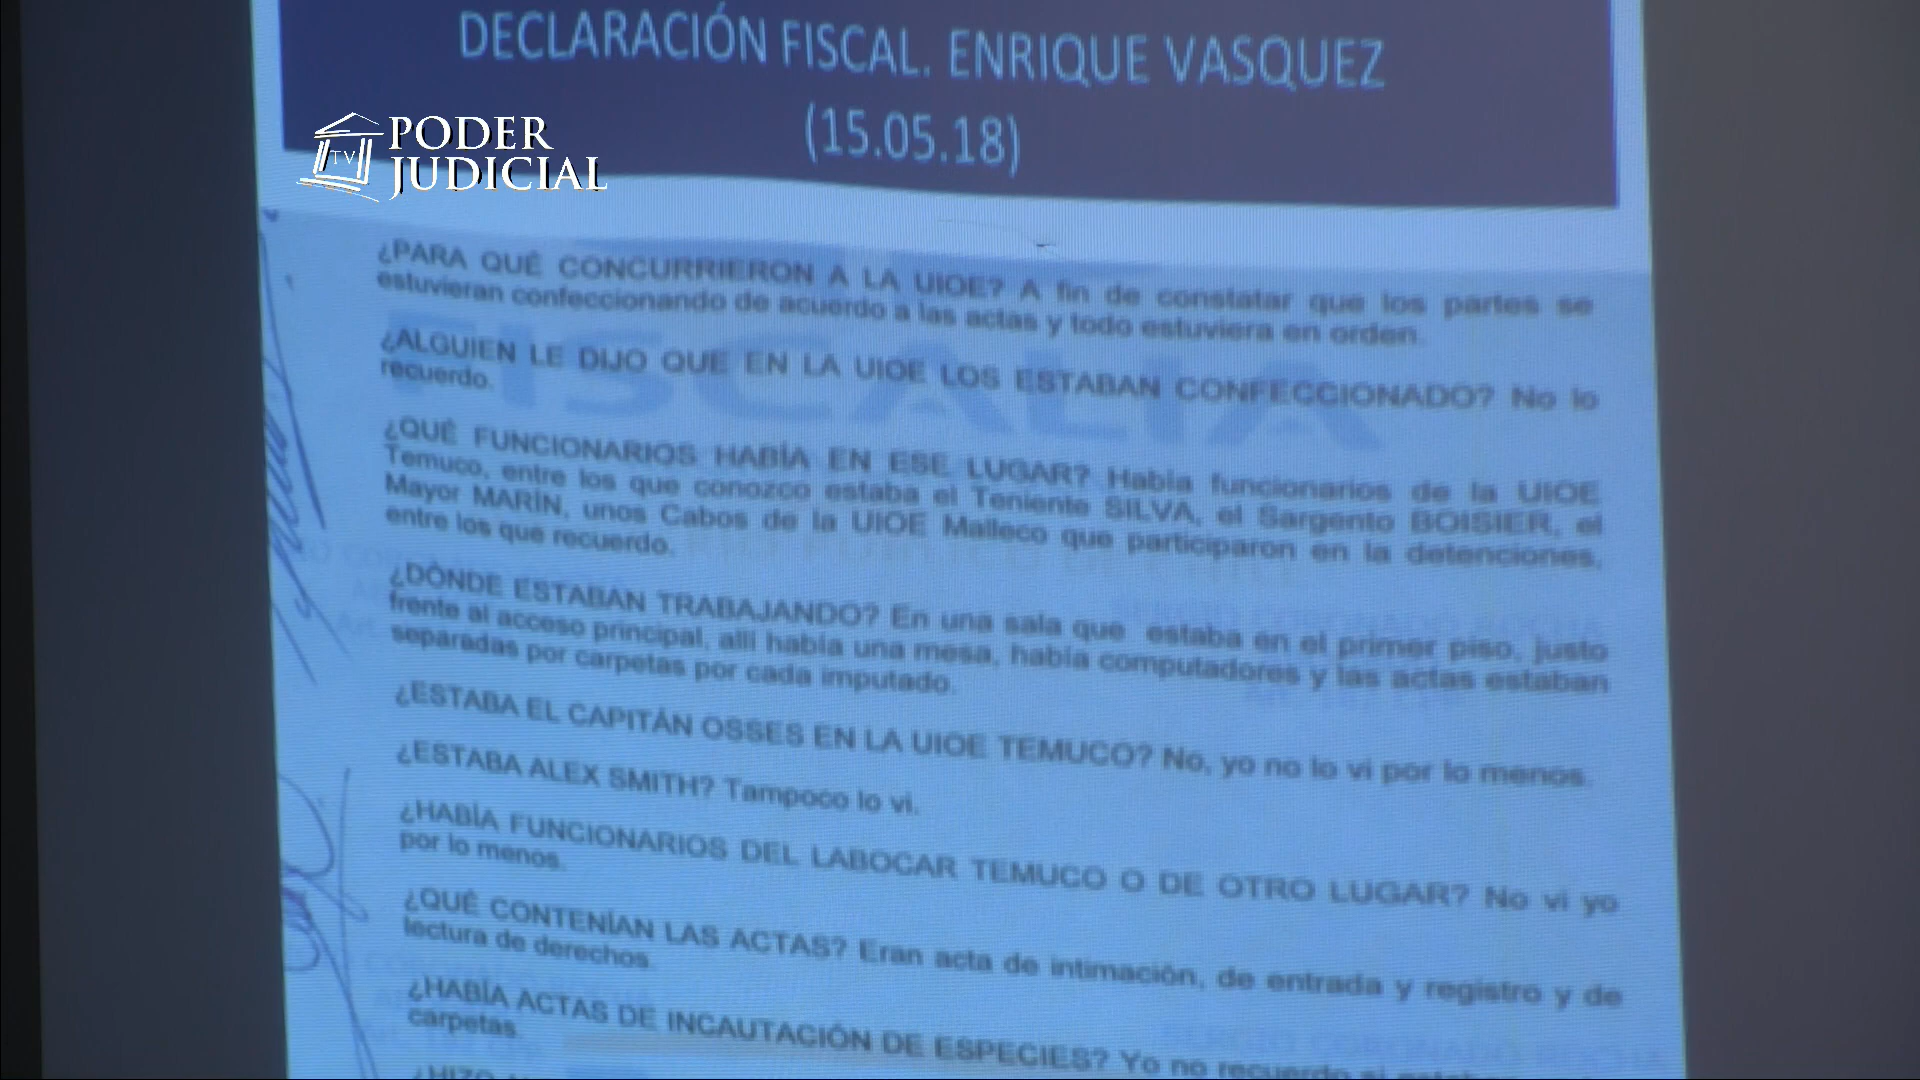 DECLARACIÓN FISCAL. ENRIQUE VASQUEZ
(15.05.18)
PODER
JUDICIAL
TV
¿PARA QUÉ CONCURRIERON A LA UIOE? A fin de constatar que los partes se
estuvieran confeccionando de acuerdo a las actas y todo estuviera en orden.
FISCALIA
¿ALGUIEN LE DIJO QUE EN LA UIOE LOS ESTABAN CONFECCIONADO? No lo
recuerdo.
¿QUÉ FUNCIONARIOS HABÍA EN ESE LUGAR? Había funcionarios de la UIOE
Temuco, entre los que conozco estaba el Teniente SILVA, el Sargento BOISIER, el
Mayor MARÍN, unos Cabos de la UIOE Malleco que participaron en la detenciones,
entre los que recuerdo.
¿DÓNDE ESTABAN TRABAJANDO? En una sala que estaba en el primer piso, justo
frente al acceso principal, allí había una mesa, había computadores y las actas estaban
separadas por carpetas por cada imputado.
¿ESTABA EL CAPITÁN OSSES EN LA UIOE TEMUCO? No, yo no lo vi por lo menos.
¿ESTABA ALEX SMITH? Tampoco lo vi.
¿HABÍA FUNCIONARIOS DEL LABOCAR TEMUCO O DE OTRO LUGAR? No vi yo
por lo menos.
¿QUÉ CONTENÍAN LAS ACTAS? Eran acta de intimación, de entrada y registro y de
lectura de derechos.
¿HABÍA ACTAS DE INCAUTACIÓN DE ESPECIES? Yo no recuerdo si
carpetas.
¿HIZO